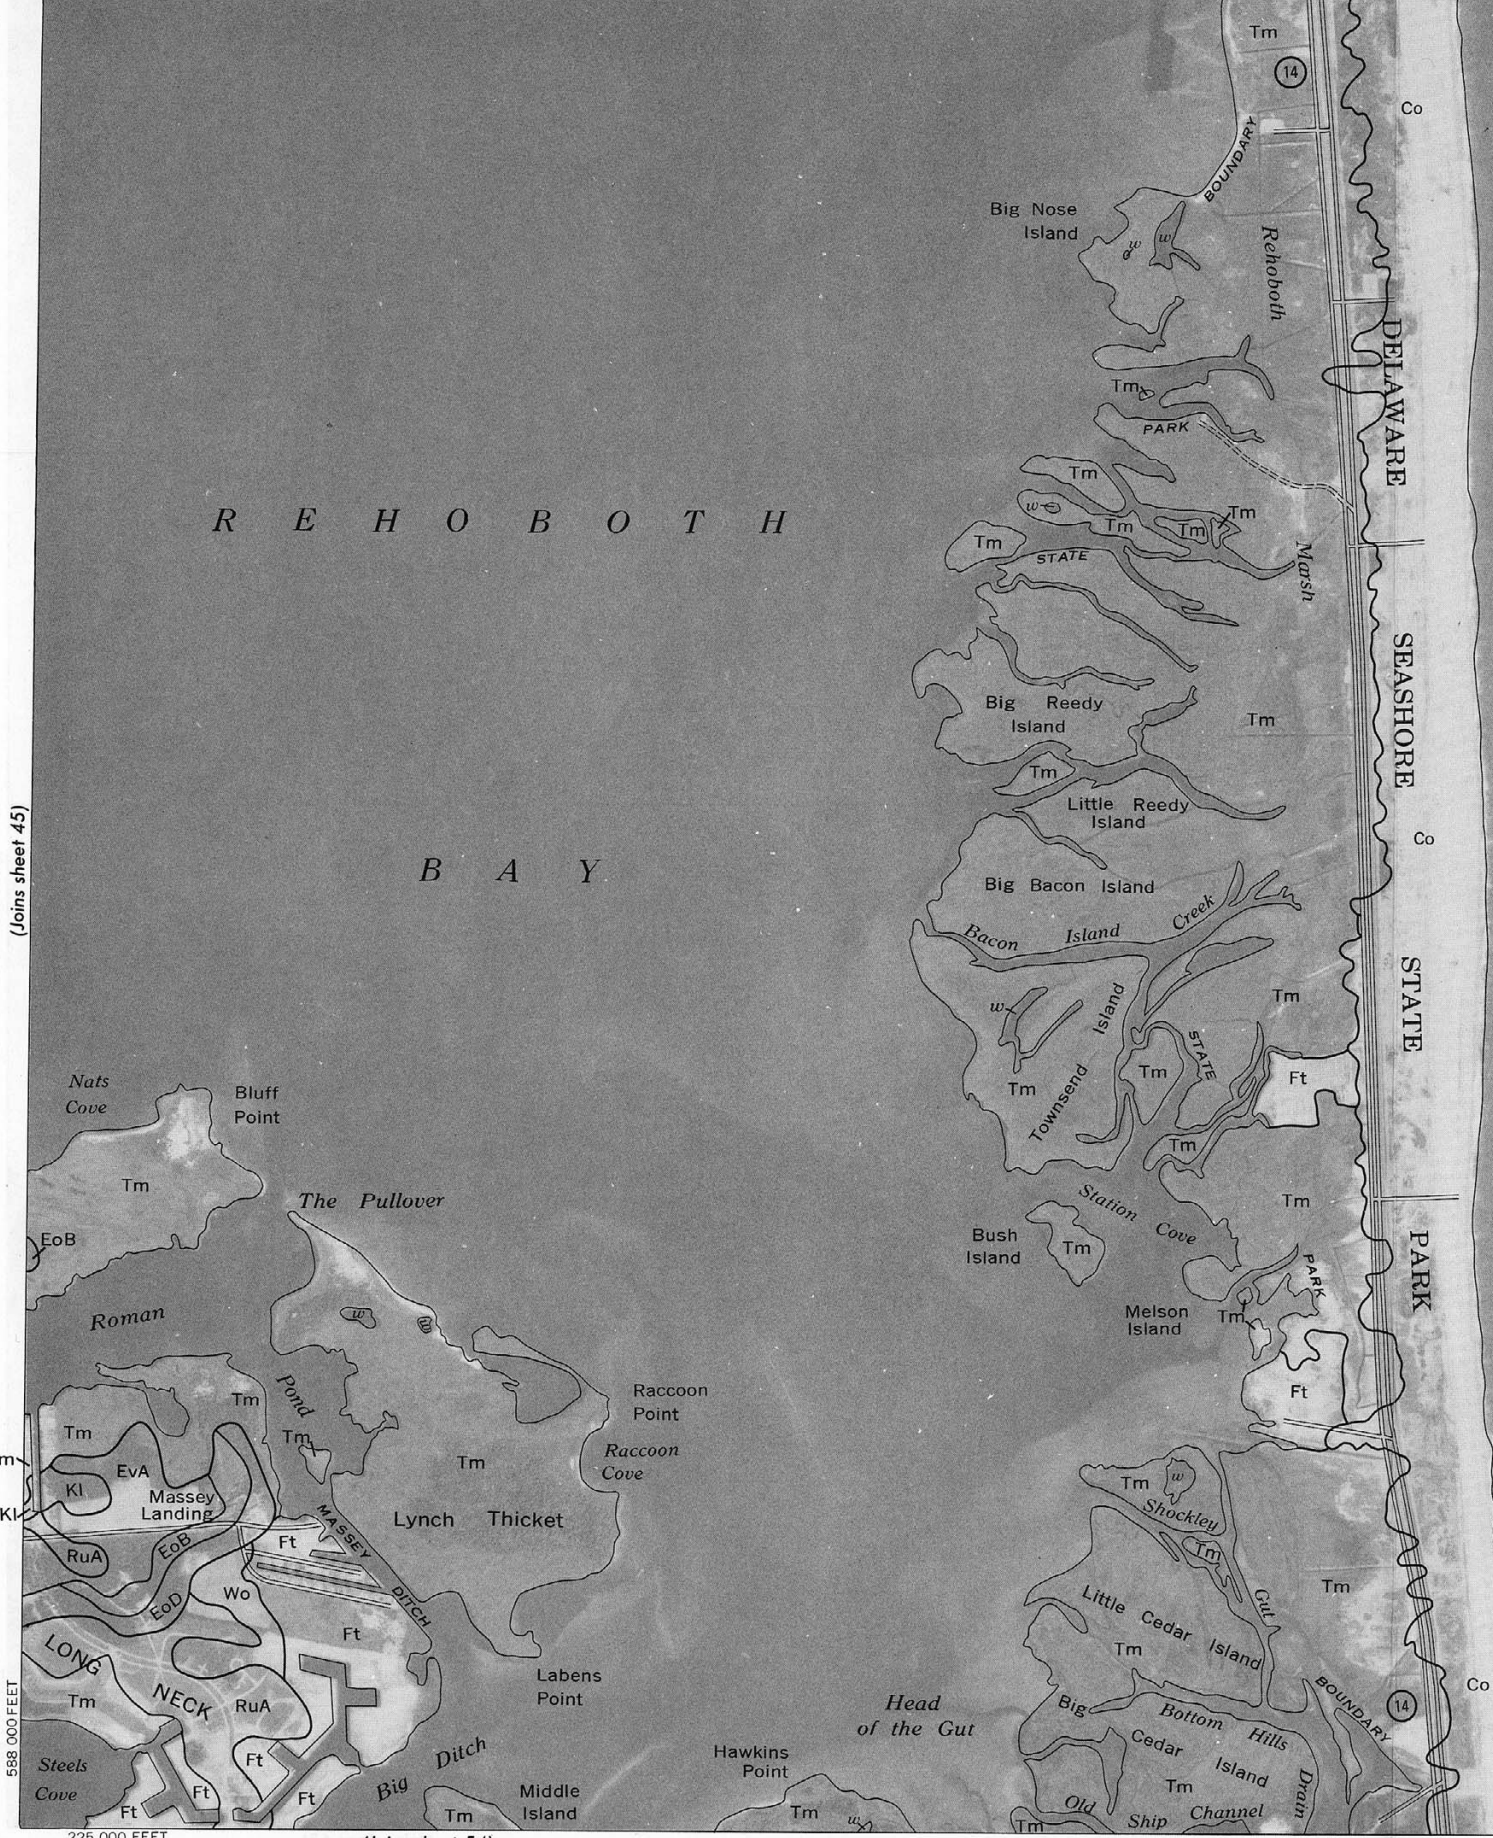 Tm
14
Co
BOUNDARY
Big Nose
Island
w
w
Rehoboth
DELAWARE
Tm
PARK
Tm
w
Tm
Tm
Tm
Tm
STATE
Marsh
REHOBOTH
SEASHORE
Big Reedy
Island
Tm
Tm
Little Reedy
Island
Co
(Joins sheet 45)
BAY
Big Bacon Island
Bacon Island Creek
STATE
w
Island
Townsend
Tm
Tm
Tm
STATE
Ft
Nats
Cove
Bluff
Point
Tm
Tm
The Pullover
Station Cove
Tm
Bush
Island
Tm
PARK
EoB
Roman
w
w
Melson
Island
Tm
PARK
Ft
Pond
Tm
Tm
Tm
Raccoon
Point
Raccoon
Cove
Tm
EvA
Kl
Kl
Massey
Landing
Lynch Thicket
MASSEY
DITCH
Tm
w
Shockley
Gut
Tm
Tm
RuA
EoB
EoD
Ft
Wo
Ft
Little Cedar Island
Tm
LONG
NECK
Tm
RuA
Labens
Point
Head
of the Gut
BOUNDARY
14
Co
Big
Cedar
Island
Bottom
Hills
Drain
Tm
588 000 FEET
Steels
Cove
Ft
Ft
Ft
Ft
Big Ditch
Tm
Middle
Island
Hawkins
Point
Tm
w
Tm
Old Ship Channel
225 000 FEET